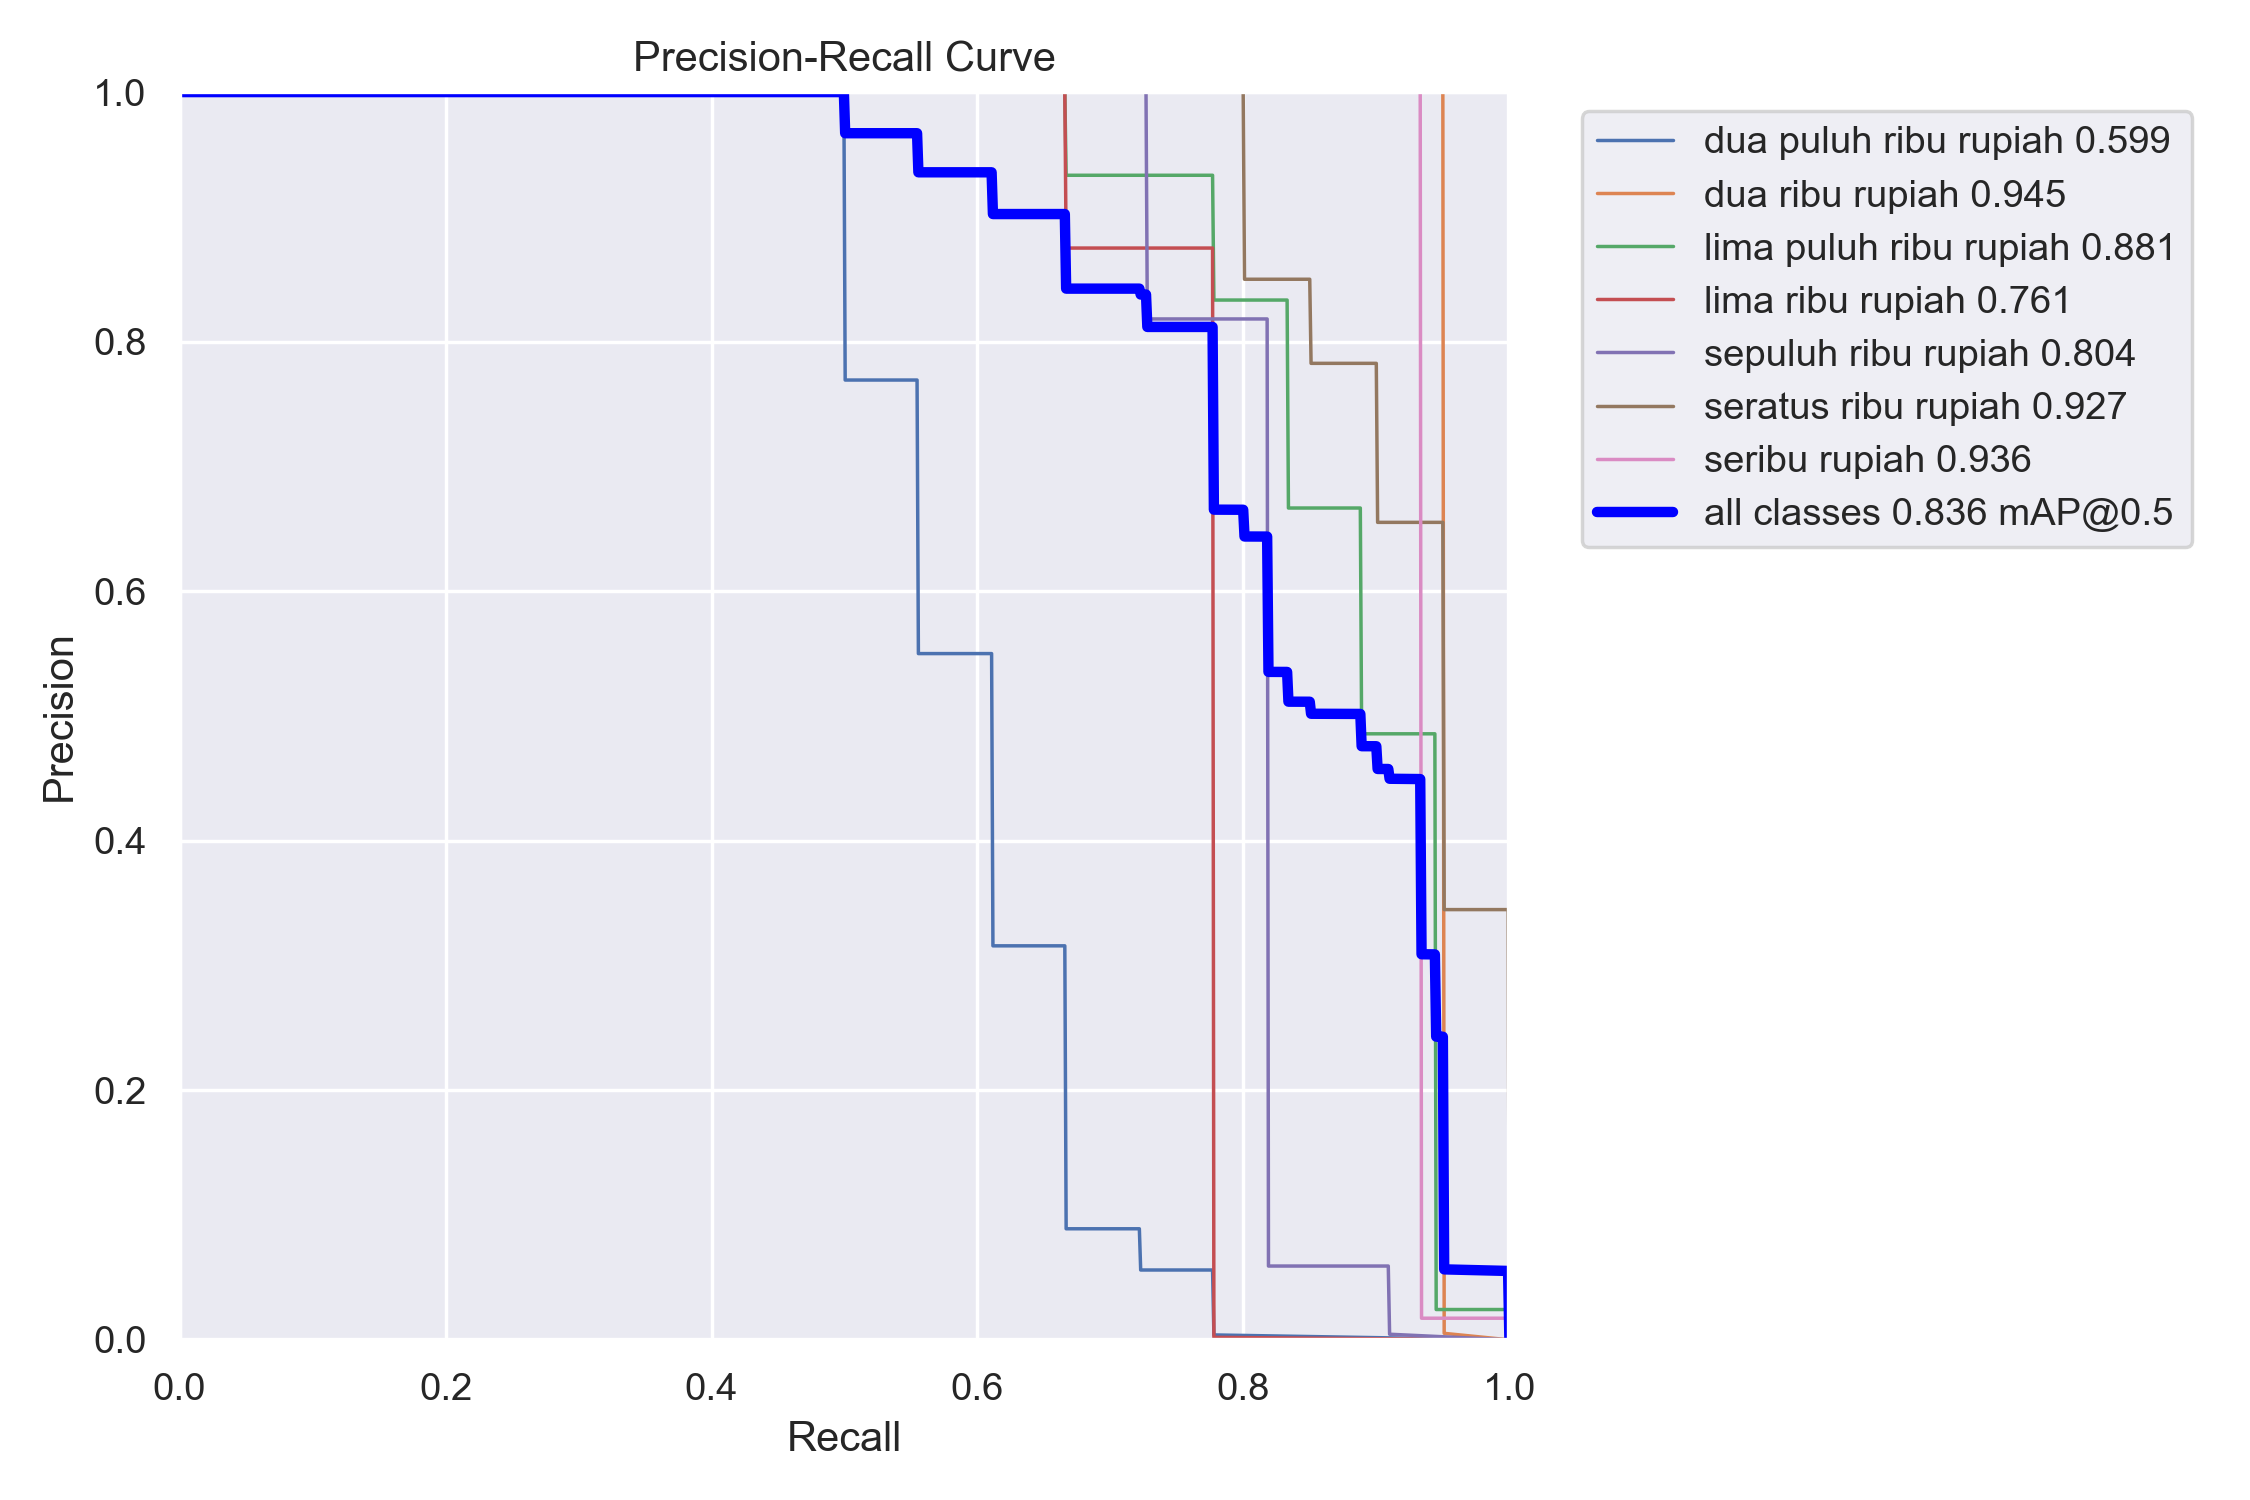 Precision-Recall Curve
1.0
0.8
0.6
0.4
0.2
0.0
Precision
0.0 0.2 0.4 0.6 0.8 1.0
Recall
dua puluh ribu rupiah 0.599
dua ribu rupiah 0.945
lima puluh ribu rupiah 0.881
lima ribu rupiah 0.761
sepuluh ribu rupiah 0.804
seratus ribu rupiah 0.927
seribu rupiah 0.936
all classes 0.836 mAP@0.5